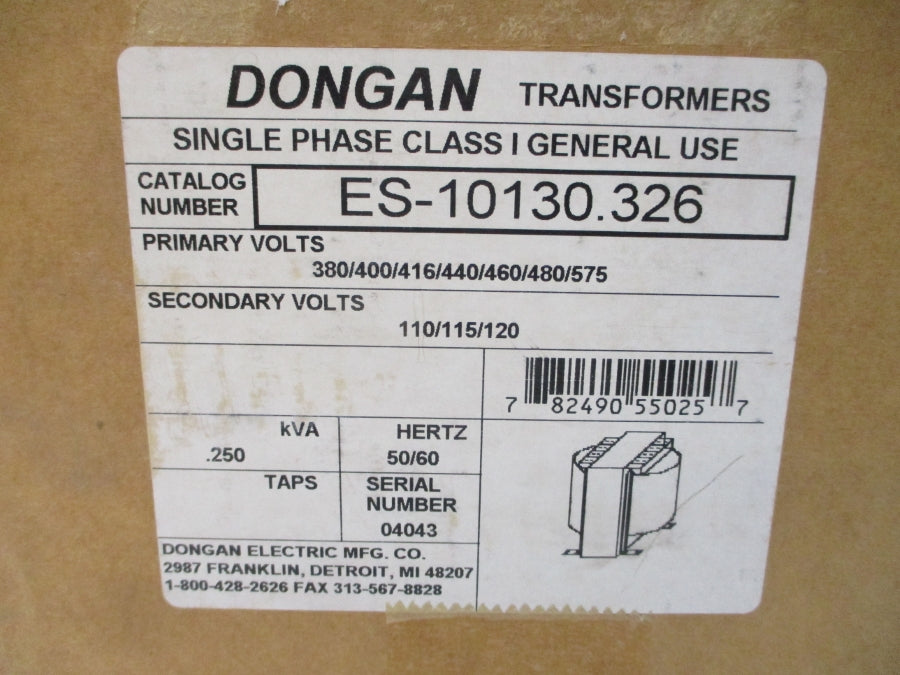 DONGAN TRANSFORMERS
SINGLE PHASE CLASS I GENERAL USE
CATALOG
NUMBER
ES-10130.326
PRIMARY VOLTS
380/400/416/440/460/480/575
SECONDARY VOLTS
110/115/120
7 82490 55025 7
kVA
.250
HERTZ
50/60
TAPS
SERIAL
NUMBER
04043
DONGAN ELECTRIC MFG. CO.
2987 FRANKLIN, DETROIT, MI 48207
1-800-428-2626 FAX 313-567-8828